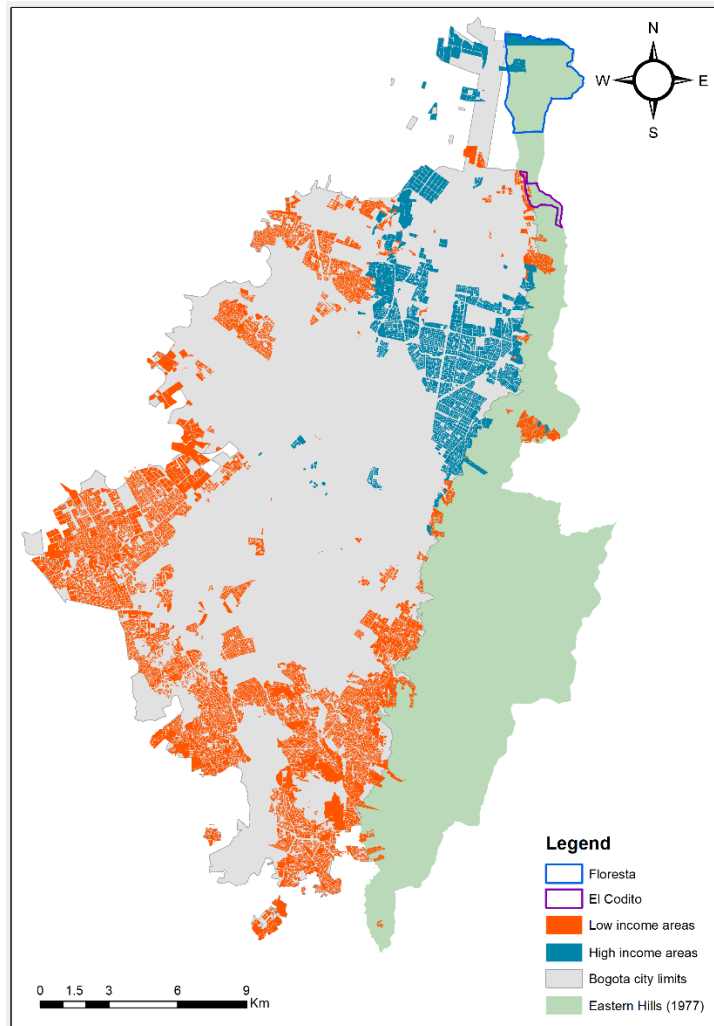 N
W E
S
Legend
Floresta
El Codito
Low income areas
High income areas
Bogota city limits
Eastern Hills (1977)
0 1.5 3 6 9
Km